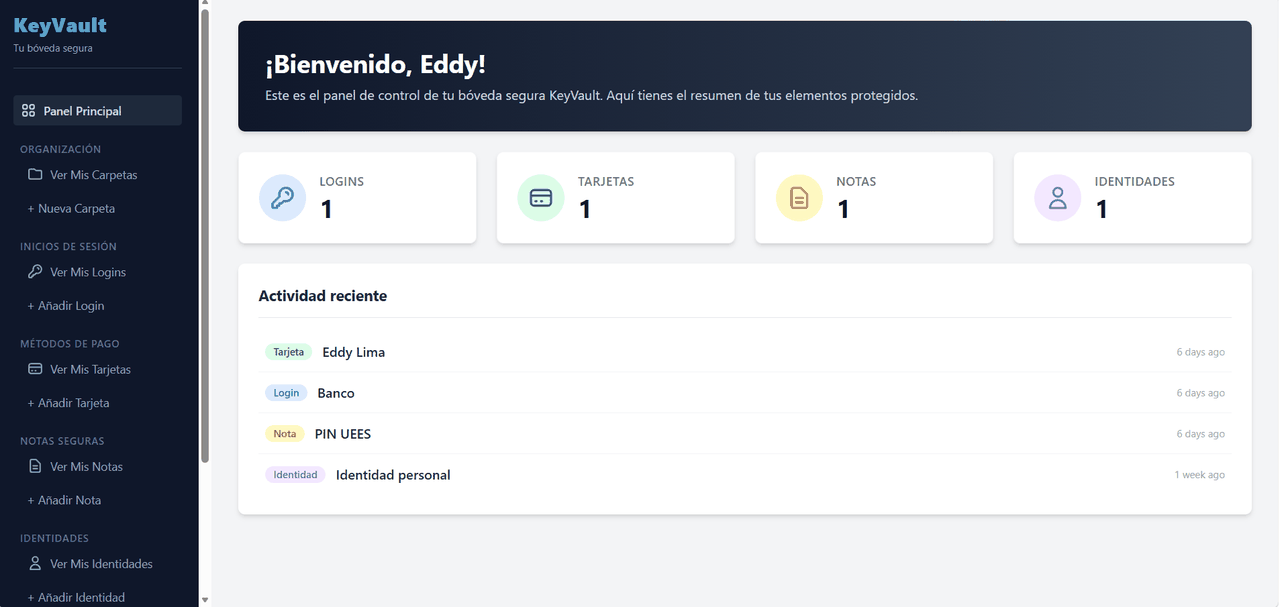 KeyVault
Tu bóveda segura
Panel Principal
ORGANIZACIÓN
Ver Mis Carpetas
+ Nueva Carpeta
INICIOS DE SESIÓN
Ver Mis Logins
+ Añadir Login
MÉTODOS DE PAGO
Ver Mis Tarjetas
+ Añadir Tarjeta
NOTAS SEGURAS
Ver Mis Notas
+ Añadir Nota
IDENTIDADES
Ver Mis Identidades
+ Añadir Identidad
¡Bienvenido, Eddy!
Este es el panel de control de tu bóveda segura KeyVault. Aquí tienes el resumen de tus elementos protegidos.
LOGINS
1
TARJETAS
1
NOTAS
1
IDENTIDADES
1
Actividad reciente
Tarjeta Eddy Lima 6 days ago
Login Banco 6 days ago
Nota PIN UEES 6 days ago
Identidad Identidad personal 1 week ago